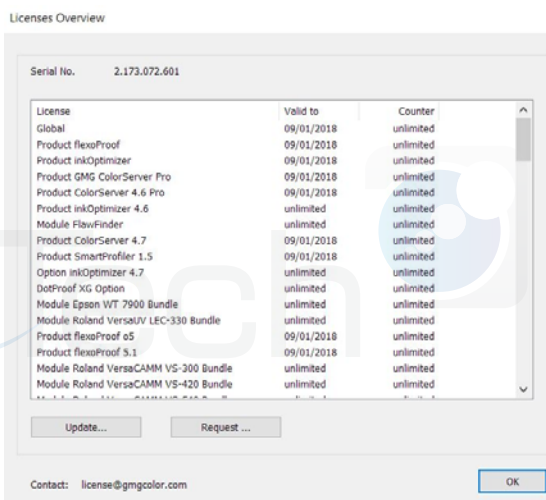 Licenses Overview
Serial No. 2.173.072.601
License Valid to Counter
Global 09/01/2018 unlimited
Product flexoProof 09/01/2018 unlimited
Product inkOptimizer 09/01/2018 unlimited
Product GMG ColorServer Pro 09/01/2018 unlimited
Product ColorServer 4.6 Pro 09/01/2018 unlimited
Product inkOptimizer 4.6 unlimited unlimited
Module FlawFinder unlimited unlimited
Product ColorServer 4.7 09/01/2018 unlimited
Product SmartProfiler 1.5 09/01/2018 unlimited
Option inkOptimizer 4.7 unlimited unlimited
DotProof XG Option unlimited unlimited
Module Epson WT 7900 Bundle unlimited unlimited
Module Roland VersaUV LEC-330 Bundle unlimited unlimited
Product flexoProof o5 09/01/2018 unlimited
Product flexoProof 5.1 09/01/2018 unlimited
Module Roland VersaCAMM VS-300 Bundle unlimited unlimited
Module Roland VersaCAMM VS-420 Bundle unlimited unlimited
Update... Request ...
Contact: license@gmgcolor.com OK
Tech